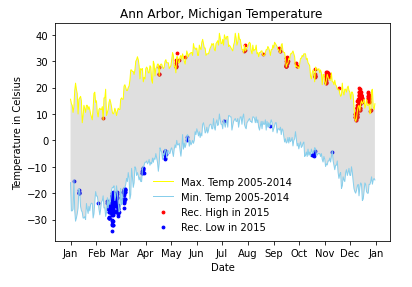 Ann Arbor, Michigan Temperature
Temperature in Celsius
40
30
20
10
0
−10
−20
−30
Max. Temp 2005-2014
Min. Temp 2005-2014
Rec. High in 2015
Rec. Low in 2015
Jan Feb Mar Apr May Jun Jul Aug Sep Oct Nov Dec Jan
Date